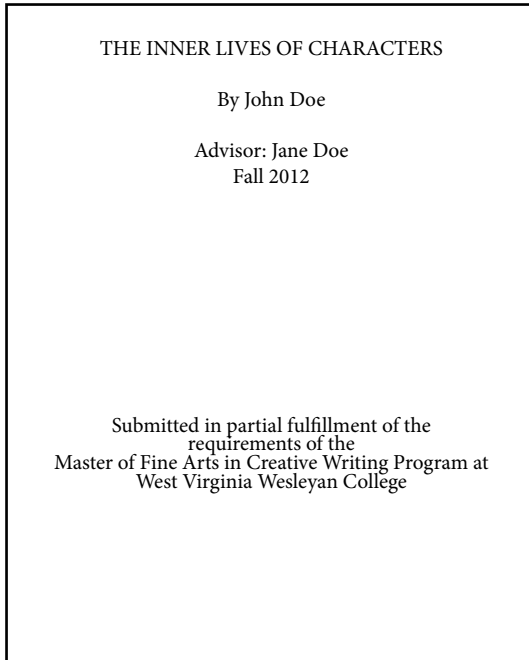 THE INNER LIVES OF CHARACTERS
By John Doe
Advisor: Jane Doe
Fall 2012
Submitted in partial fulfillment of the
requirements of the
Master of Fine Arts in Creative Writing Program at
West Virginia Wesleyan College